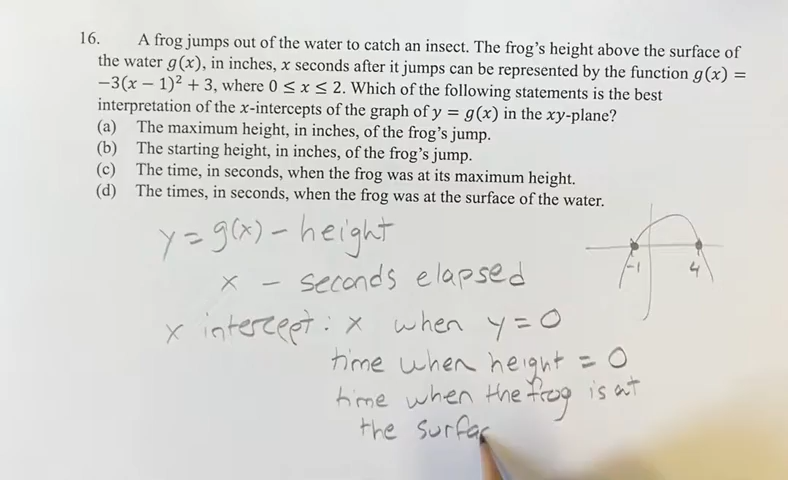 16. A frog jumps out of the water to catch an insect. The frog's height above the surface of
the water g(x), in inches, x seconds after it jumps can be represented by the function g(x) =
−3(x − 1)² + 3, where 0 ≤ x ≤ 2. Which of the following statements is the best
interpretation of the x-intercepts of the graph of y = g(x) in the xy-plane?
(a) The maximum height, in inches, of the frog's jump.
(b) The starting height, in inches, of the frog's jump.
(c) The time, in seconds, when the frog was at its maximum height.
(d) The times, in seconds, when the frog was at the surface of the water.
y = g(x) − height
x − seconds elapsed
-1 4
x intercept: x when y = 0
time when height = 0
time when the frog is at
the surfac